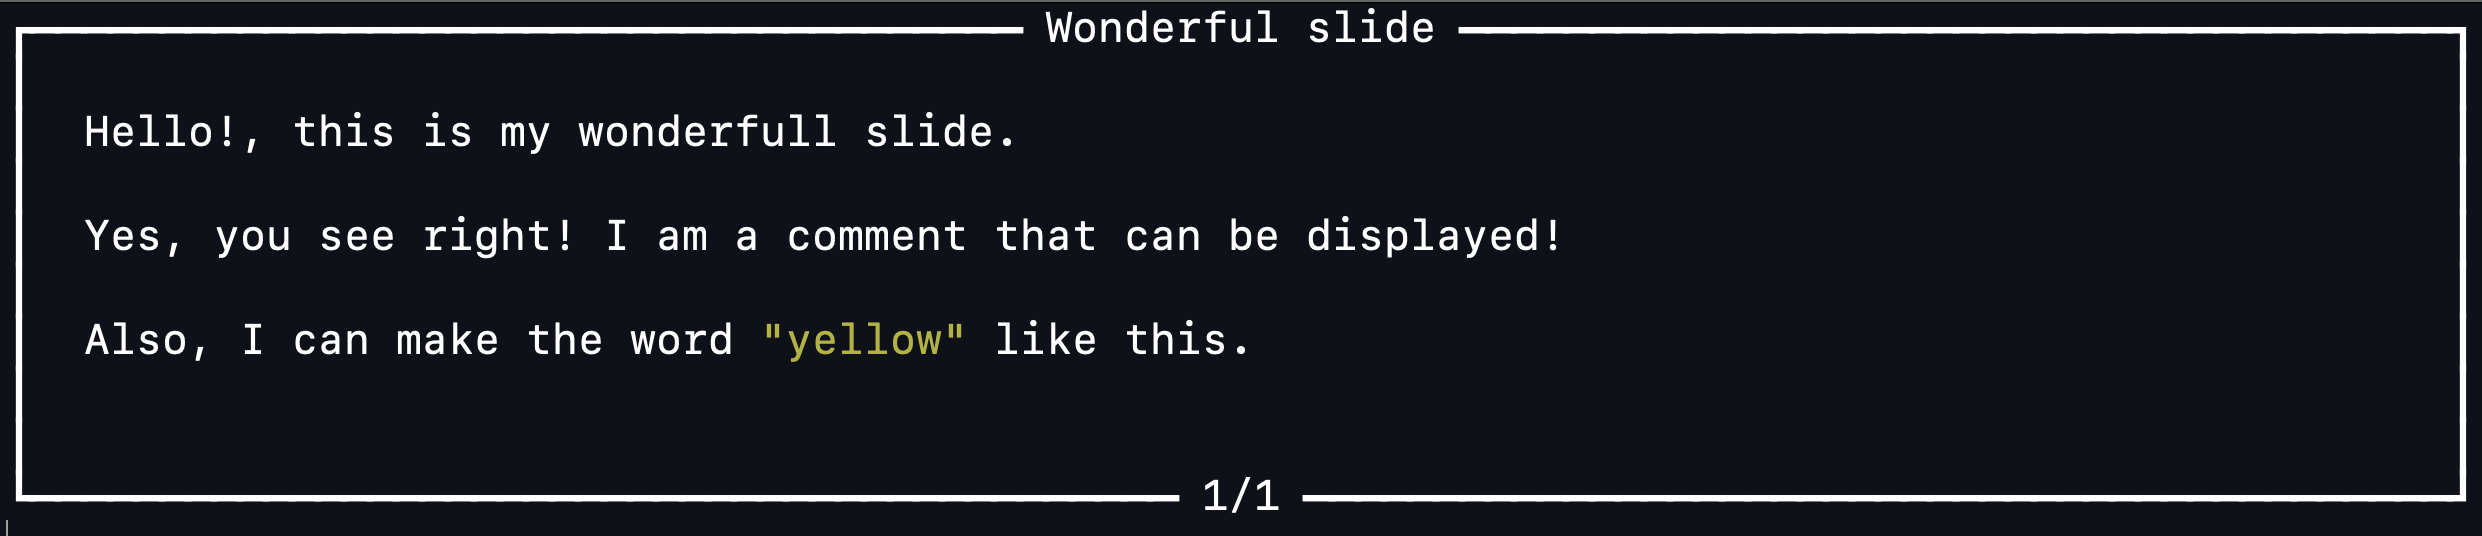 Wonderful slide
Hello!, this is my wonderfull slide.
Yes, you see right! I am a comment that can be displayed!
Also, I can make the word "yellow" like this.
1/1